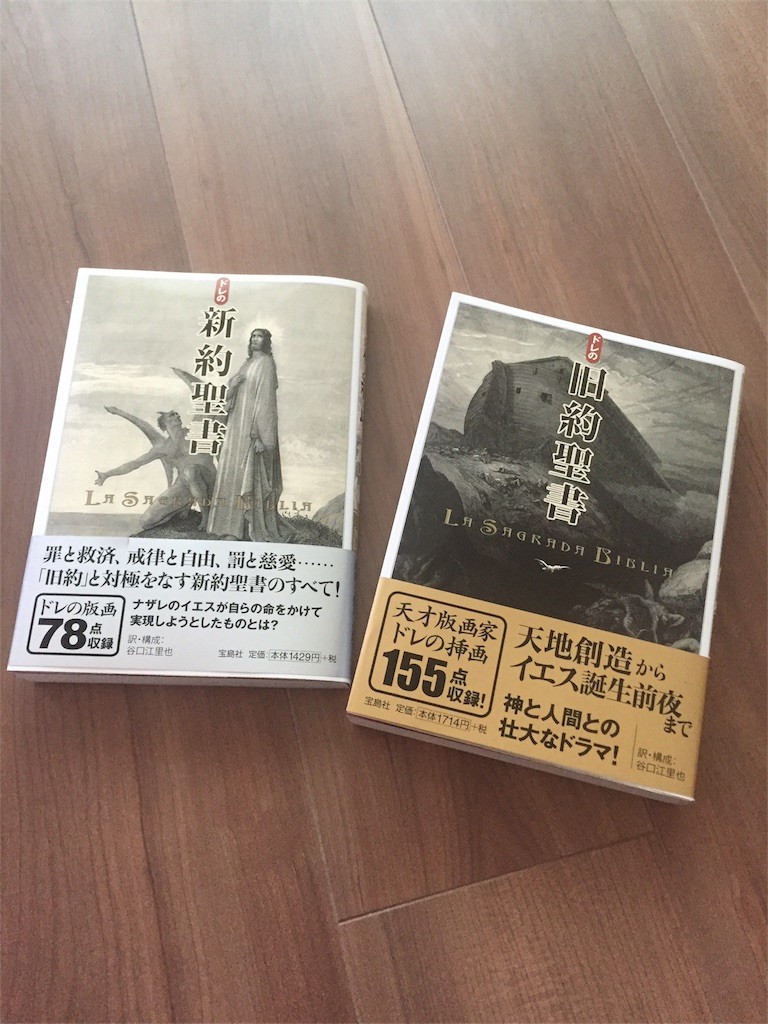 ドレの
新約聖書
LA SAGRADA BIBLIA
罪と救済、戒律と自由、罰と慈愛……
「旧約」と対極をなす新約聖書のすべて!
ドレの版画
78点収録
ナザレのイエスが自らの命をかけて
実現しようとしたものとは?
訳・構成:
谷口江里也
宝島社 定価:本体1429円+税
ドレの
旧約聖書
LA SAGRADA BIBLIA
天才版画家
ドレの挿画
155点収録!
天地創造から
イエス誕生前夜まで
神と人間との
壮大なドラマ!
訳・構成:
谷口江里也
宝島社 定価:本体1714円+税